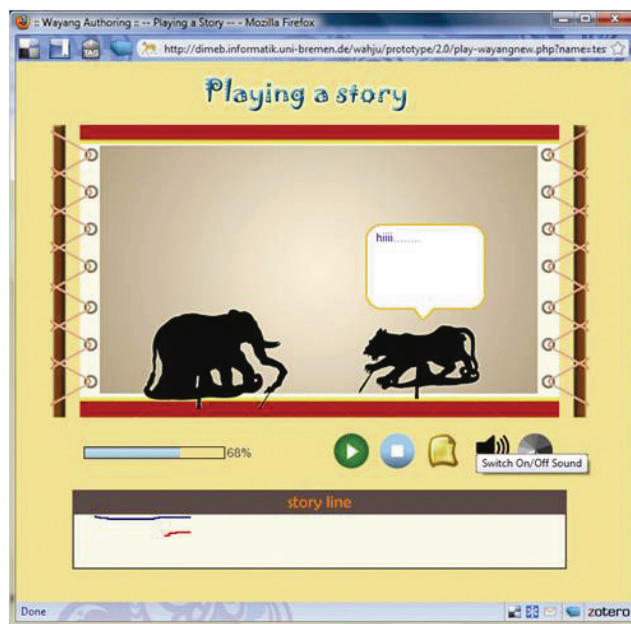 :: Wayang Authoring :: -- Playing a Story -- - Mozilla Firefox
TAG
http://dimeb.informatik.uni-bremen.de/wahju/prototype/2.0/play-wayangnew.php?name=tes
Playing a story
hiiii........
68%
Switch On/Off Sound
story line
Done
zotero